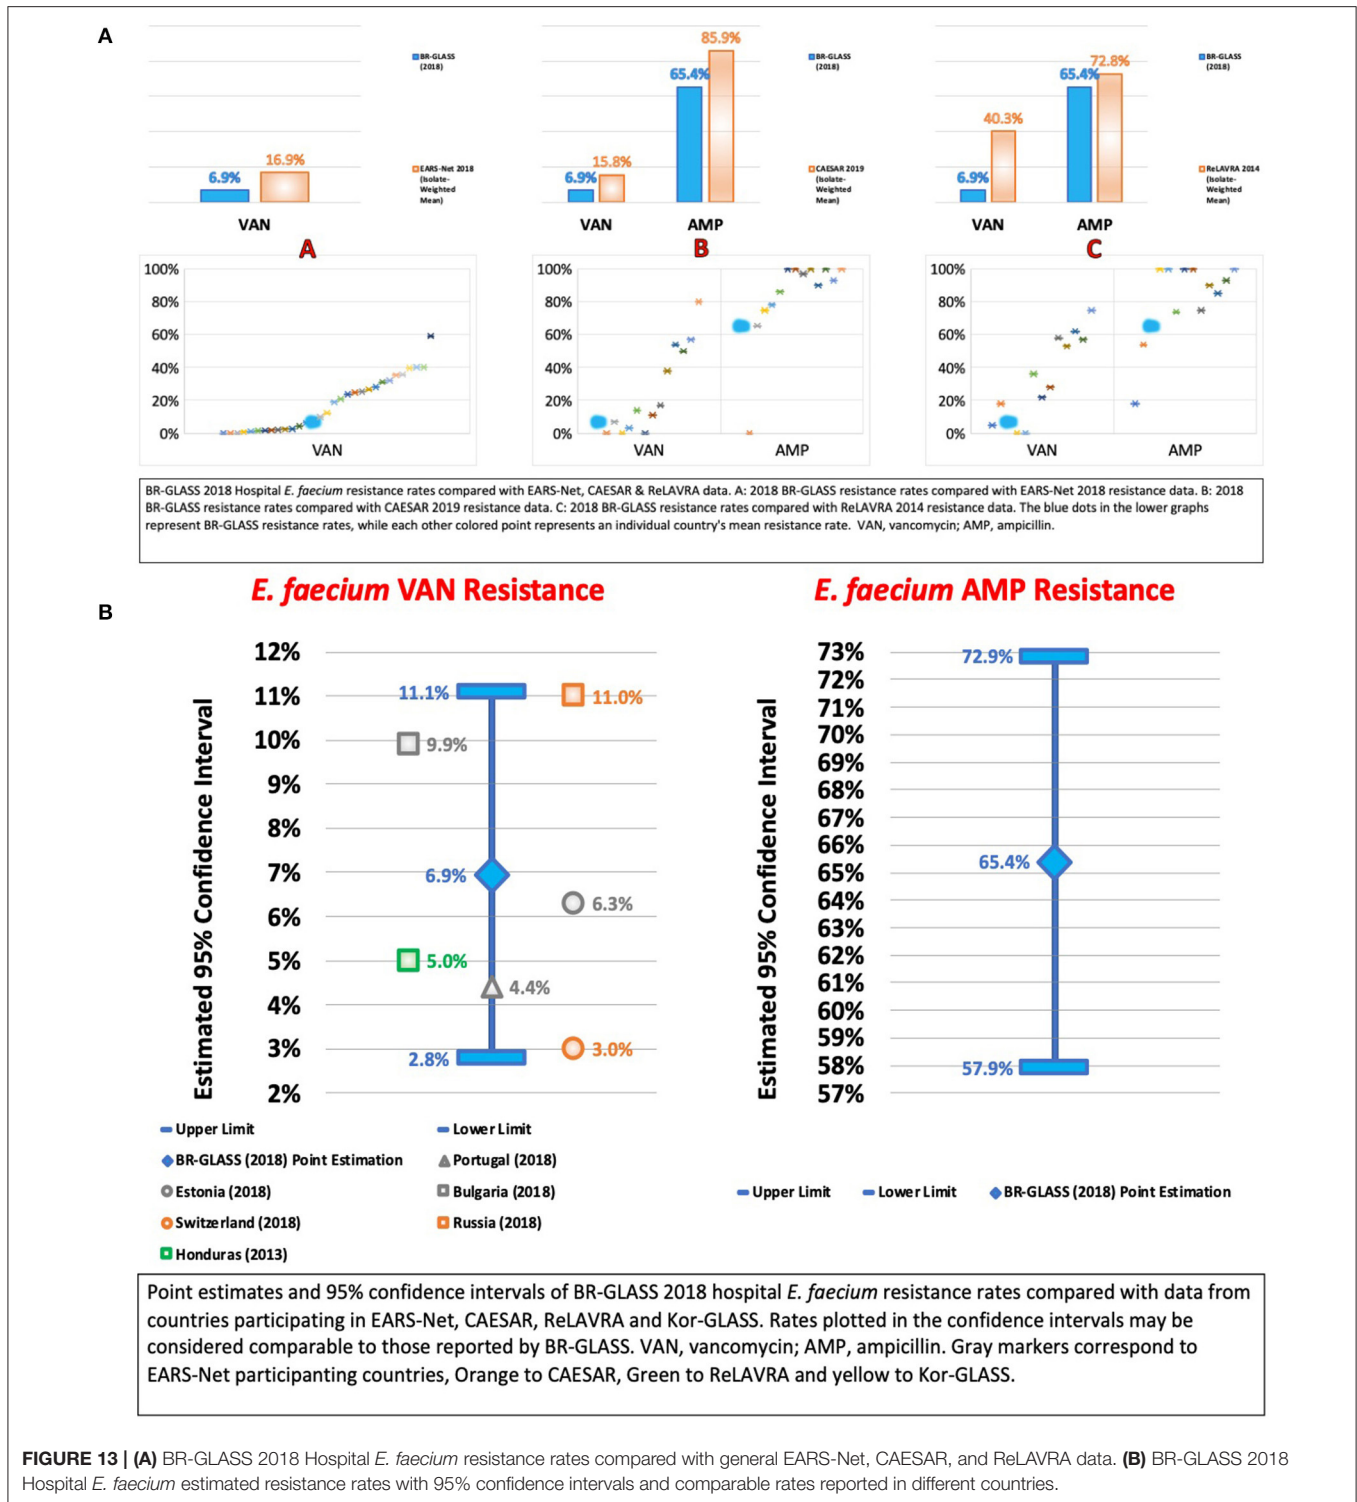 A
BR-GLASS
(2018)
16.9%
6.9%
EARS-Net 2018
(Isolate-
Weighted
Mean)
VAN
A
85.9%
65.4%
15.8%
6.9%
BR-GLASS
(2018)
CAESAR 2019
(Isolate-
Weighted
Mean)
VAN
AMP
B
72.8%
65.4%
40.3%
6.9%
BR-GLASS
(2018)
ReLAVRA 2014
(Isolate-
Weighted
Mean)
VAN
AMP
C
100%
80%
60%
40%
20%
0%
VAN
100%
80%
60%
40%
20%
0%
VAN
AMP
100%
80%
60%
40%
20%
0%
VAN
AMP
BR-GLASS 2018 Hospital E. faecium resistance rates compared with EARS-Net, CAESAR & ReLAVRA data. A: 2018 BR-GLASS resistance rates compared with EARS-Net 2018 resistance data. B: 2018
BR-GLASS resistance rates compared with CAESAR 2019 resistance data. C: 2018 BR-GLASS resistance rates compared with ReLAVRA 2014 resistance data. The blue dots in the lower graphs
represent BR-GLASS resistance rates, while each other colored point represents an individual country's mean resistance rate. VAN, vancomycin; AMP, ampicillin.
B
E. faecium VAN Resistance
Estimated 95% Confidence Interval
12%
11%
10%
9%
8%
7%
6%
5%
4%
3%
2%
11.1%
11.0%
9.9%
6.9%
6.3%
5.0%
4.4%
3.0%
2.8%
Upper Limit
Lower Limit
BR-GLASS (2018) Point Estimation
Portugal (2018)
Estonia (2018)
Bulgaria (2018)
Switzerland (2018)
Russia (2018)
Honduras (2013)
E. faecium AMP Resistance
Estimated 95% Confidence Interval
73%
72%
71%
70%
69%
68%
67%
66%
65%
64%
63%
62%
61%
60%
59%
58%
57%
72.9%
65.4%
57.9%
Upper Limit
Lower Limit
BR-GLASS (2018) Point Estimation
Point estimates and 95% confidence intervals of BR-GLASS 2018 hospital E. faecium resistance rates compared with data from
countries participating in EARS-Net, CAESAR, ReLAVRA and Kor-GLASS. Rates plotted in the confidence intervals may be
considered comparable to those reported by BR-GLASS. VAN, vancomycin; AMP, ampicillin. Gray markers correspond to
EARS-Net participanting countries, Orange to CAESAR, Green to ReLAVRA and yellow to Kor-GLASS.
FIGURE 13 | (A) BR-GLASS 2018 Hospital E. faecium resistance rates compared with general EARS-Net, CAESAR, and ReLAVRA data. (B) BR-GLASS 2018
Hospital E. faecium estimated resistance rates with 95% confidence intervals and comparable rates reported in different countries.